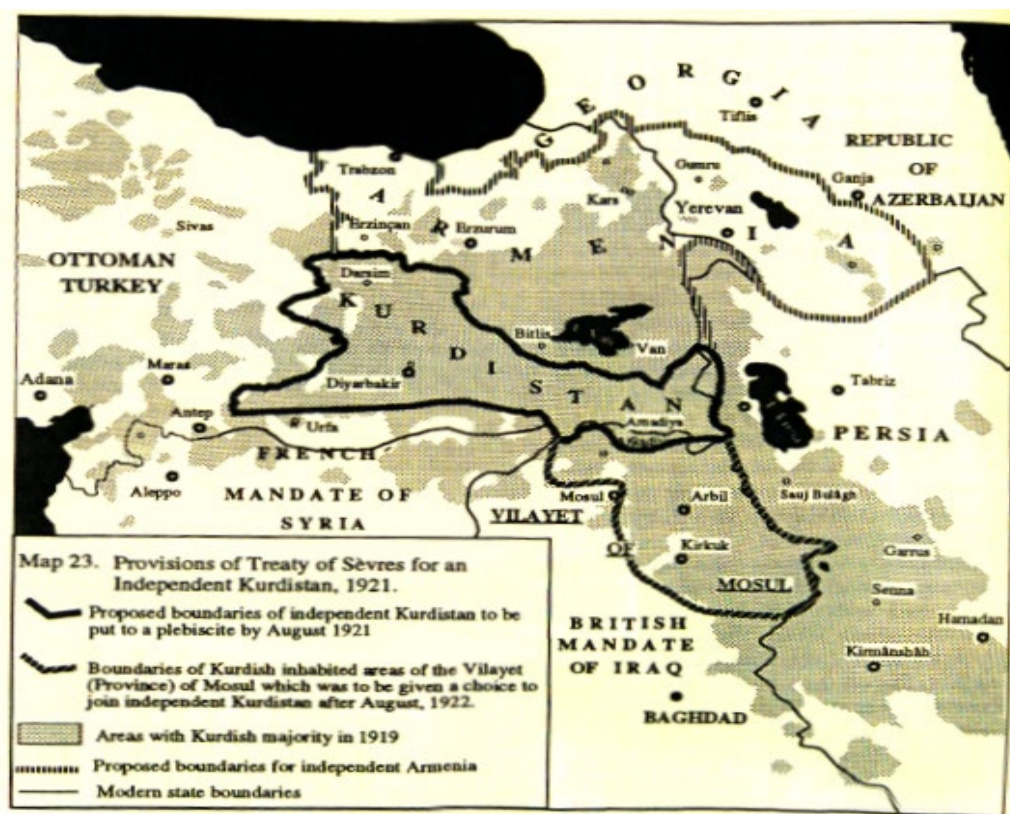 GEORGIA
Tiflis
REPUBLIC
OF
AZERBAIJAN
Trabzon
Gumru
Ganja
Kars
Yerevan
ARMENIA
Sivas
Erzinçan
Erzurum
OTTOMAN
TURKEY
Darsim
KURDISTAN
Bitlis
Van
Maras
Adana
Diyarbakir
Tabriz
Antep
Urfa
Amadiya
PERSIA
FRENCH
MANDATE OF
SYRIA
Aleppo
Mosul
Arbil
Sauj Bulâgh
VILAYET
OF
MOSUL
Kirkuk
Garrus
Senna
Hamadan
BRITISH
MANDATE
OF IRAQ
Kirmânshâh
BAGHDAD
Map 23. Provisions of Treaty of Sèvres for an
Independent Kurdistan, 1921.
Proposed boundaries of independent Kurdistan to be
put to a plebiscite by August 1921
Boundaries of Kurdish inhabited areas of the Vilayet
(Province) of Mosul which was to be given a choice to
join independent Kurdistan after August, 1922.
Areas with Kurdish majority in 1919
Proposed boundaries for independent Armenia
Modern state boundaries